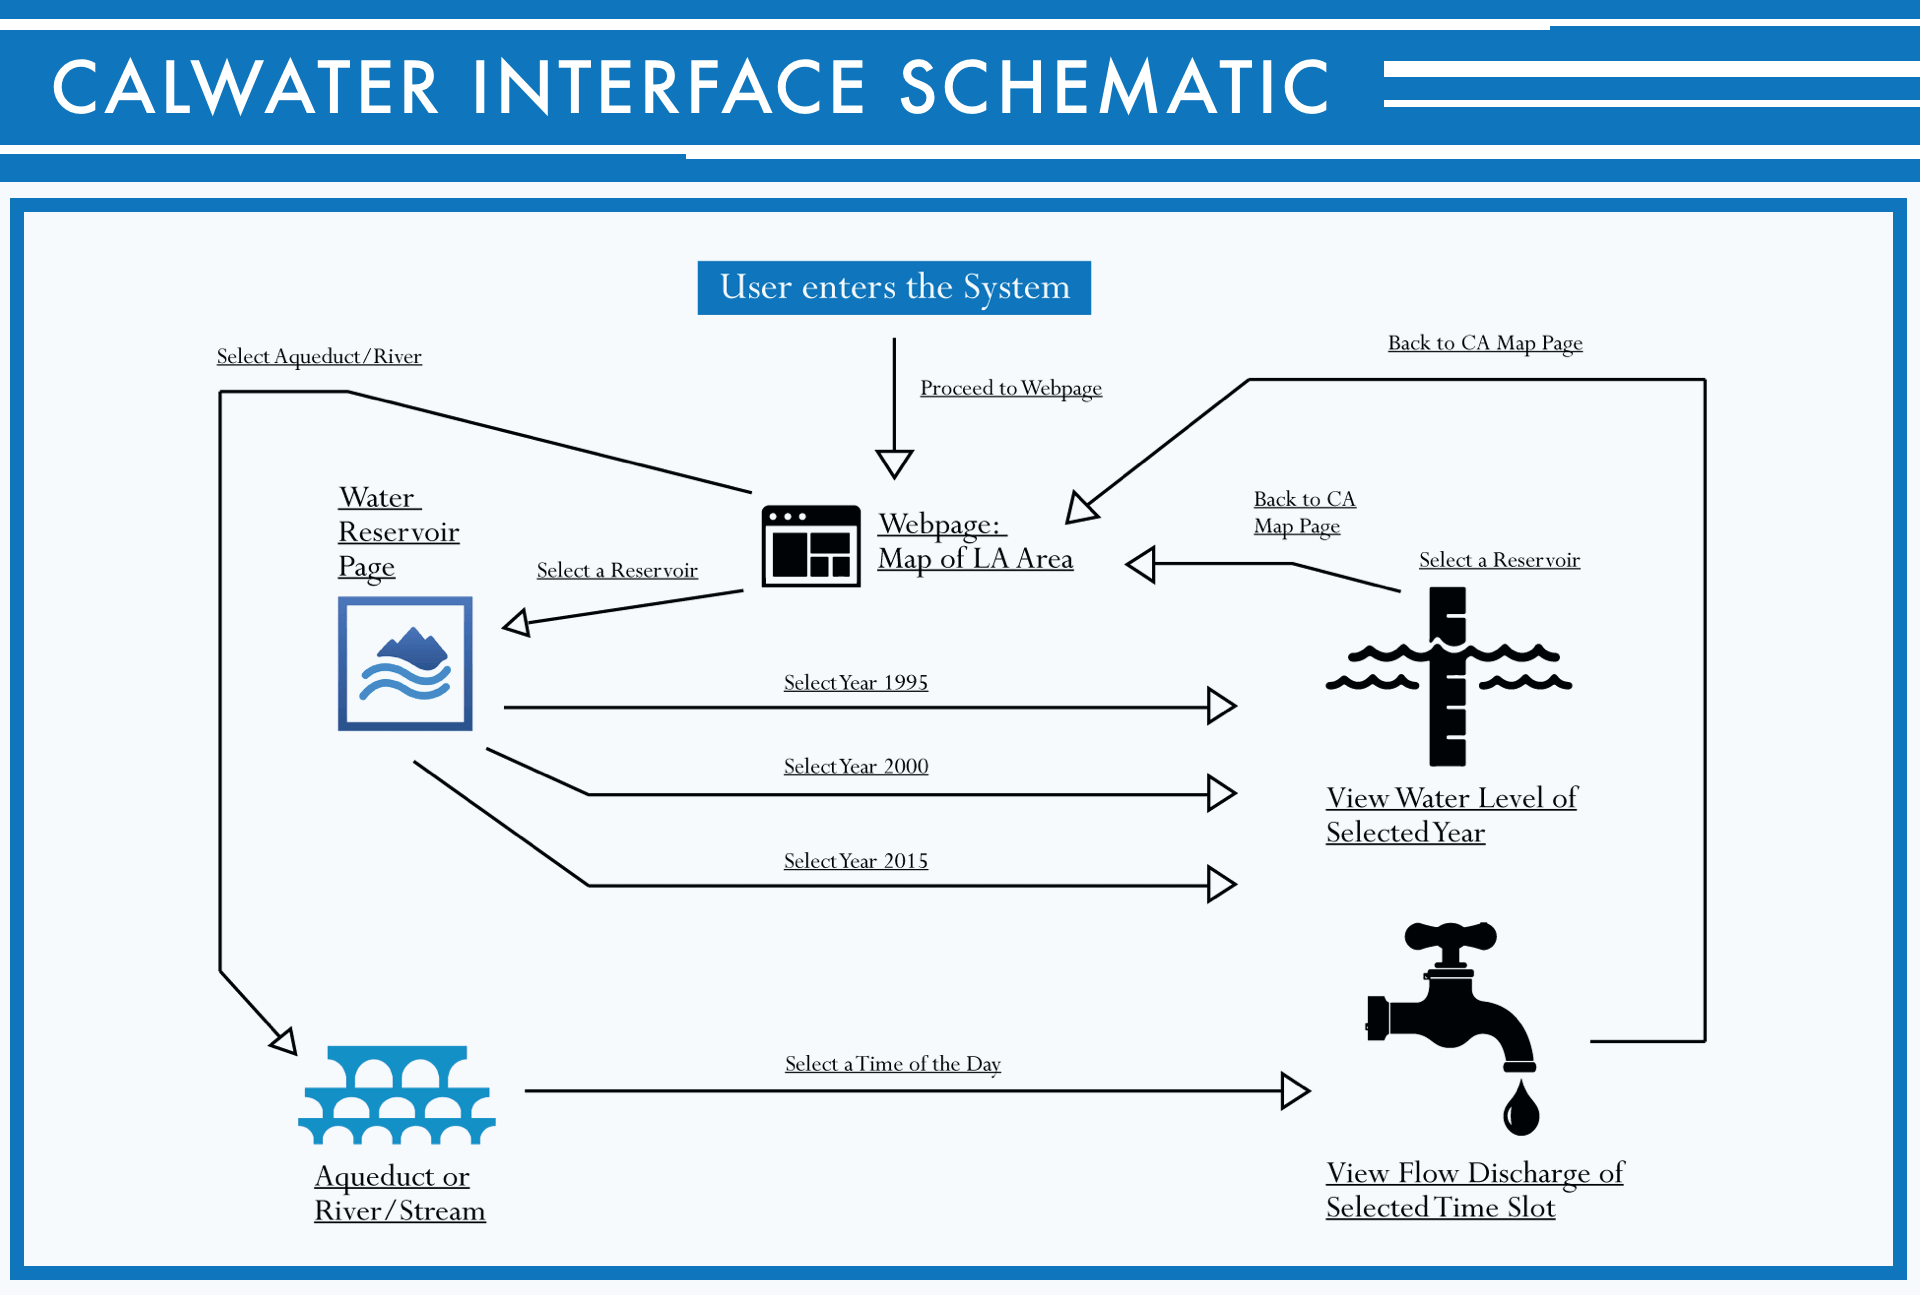 CALWATER INTERFACE SCHEMATIC
User enters the System
Select Aqueduct/River
Back to CA Map Page
Proceed to Webpage
Water
Reservoir
Page
Webpage:
Map of LA Area
Back to CA
Map Page
Select a Reservoir
Select a Reservoir
Select Year 1995
Select Year 2000
View Water Level of
Selected Year
Select Year 2015
Select a Time of the Day
Aqueduct or
River/Stream
View Flow Discharge of
Selected Time Slot